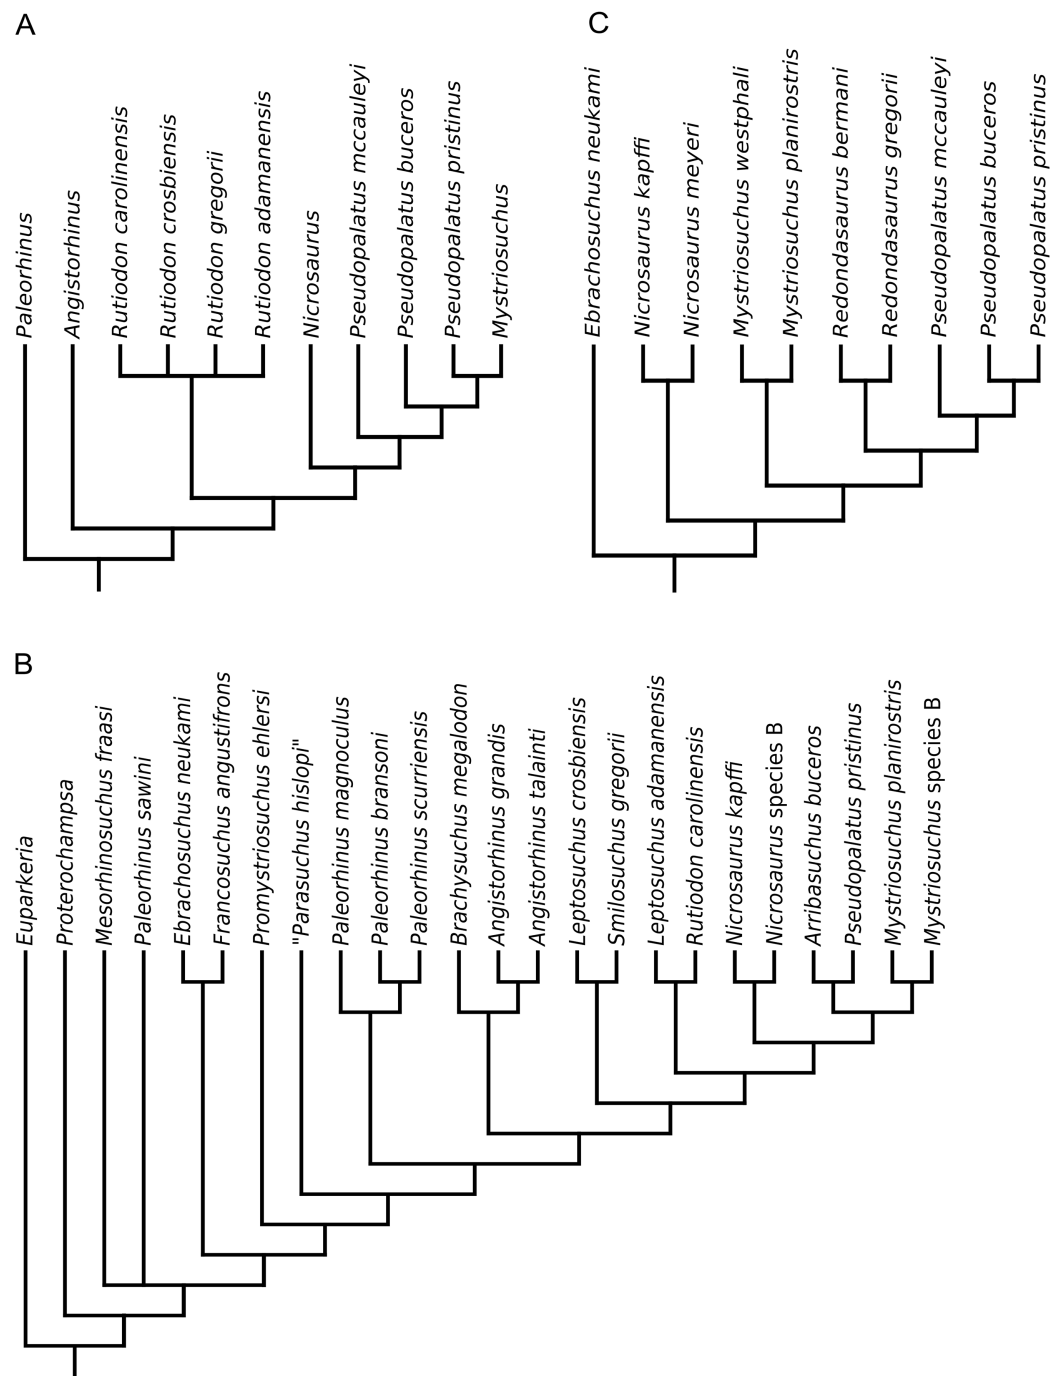 A
Paleorhinus
Angistorhinus
Rutiodon carolinensis
Rutiodon crosbiensis
Rutiodon gregorii
Rutiodon adamanensis
Nicrosaurus
Pseudopalatus mccauleyi
Pseudopalatus buceros
Pseudopalatus pristinus
Mystriosuchus
C
Ebrachosuchus neukami
Nicrosaurus kapffi
Nicrosaurus meyeri
Mystriosuchus westphali
Mystriosuchus planirostris
Redondasaurus bermani
Redondasaurus gregorii
Pseudopalatus mccauleyi
Pseudopalatus buceros
Pseudopalatus pristinus
B
Euparkeria
Proterochampsa
Mesorhinosuchus fraasi
Paleorhinus sawini
Ebrachosuchus neukami
Francosuchus angustifrons
Promystriosuchus ehlersi
"Parasuchus hislopi"
Paleorhinus magnoculus
Paleorhinus bransoni
Paleorhinus scurriensis
Brachysuchus megalodon
Angistorhinus grandis
Angistorhinus talainti
Leptosuchus crosbiensis
Smilosuchus gregorii
Leptosuchus adamanensis
Rutiodon carolinensis
Nicrosaurus kapffi
Nicrosaurus species B
Arribasuchus buceros
Pseudopalatus pristinus
Mystriosuchus planirostris
Mystriosuchus species B